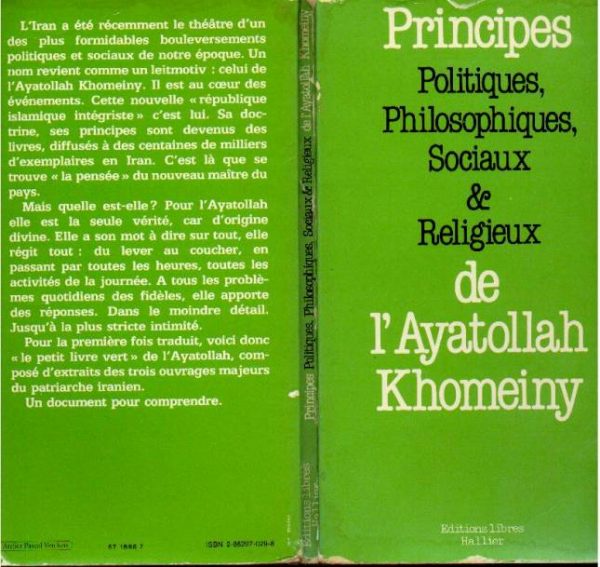 L'Iran a été récemment le théâtre d'un
des plus formidables bouleversements
politiques et sociaux de notre époque. Un
nom revient comme un leitmotiv : celui de
l'Ayatollah Khomeiny. Il est au cœur des
événements. Cette nouvelle « république
islamique intégriste » c'est lui. Sa doc-
trine, ses principes sont devenus des
livres, diffusés à des centaines de milliers
d'exemplaires en Iran. C'est là que se
trouve « la pensée » du nouveau maître du
pays.
Mais quelle est-elle ? Pour l'Ayatollah
elle est la seule vérité, car d'origine
divine. Elle a son mot à dire sur tout, elle
régit tout : du lever au coucher, en
passant par toutes les heures, toutes les
activités de la journée. A tous les problè-
mes quotidiens des fidèles, elle apporte
des réponses. Dans le moindre détail.
Jusqu'à la plus stricte intimité.
Pour la première fois traduit, voici donc
« le petit livre vert » de l'Ayatollah, com-
posé d'extraits des trois ouvrages majeurs
du patriarche iranien.
Un document pour comprendre.
Atelier Pascal Vercken
67 1686 7
ISBN 2-86297-029-8
Principes Politiques, Philosophiques, Sociaux & Religieux de l'Ayatollah Khomeiny
Editions libres
Hallier
Principes
Politiques,
Philosophiques,
Sociaux
&
Religieux
de
l'Ayatollah
Khomeiny
Editions libres
Hallier